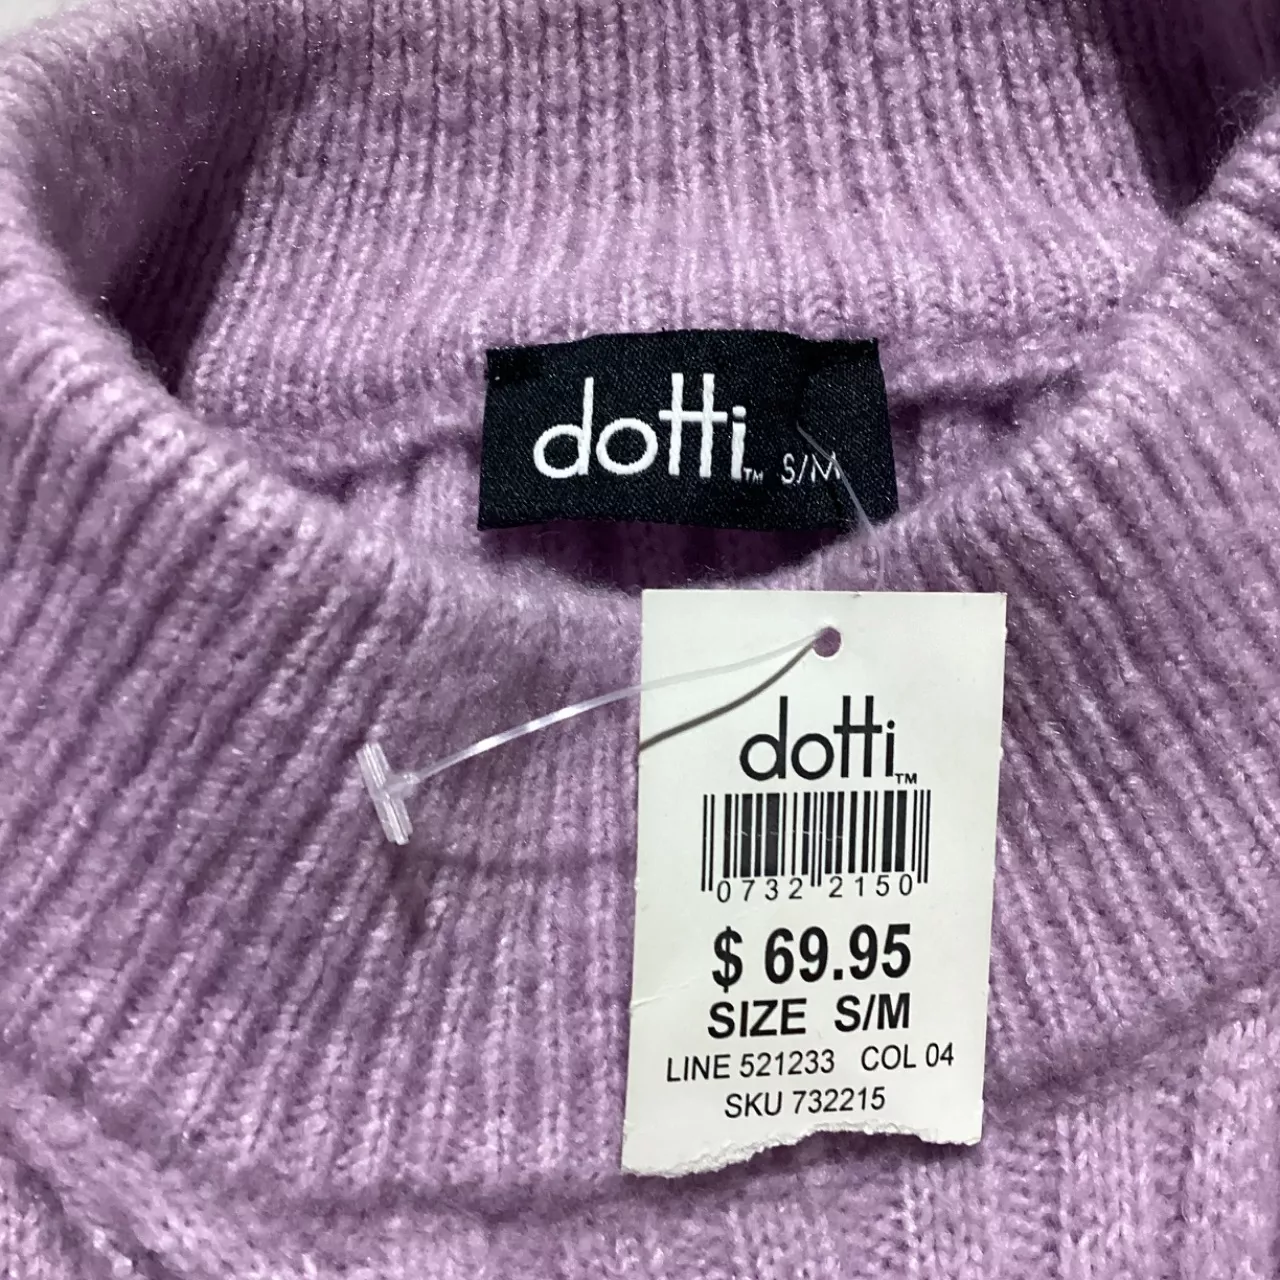 dotti™ S/M
dotti™
0732 2150
$ 69.95
SIZE S/M
LINE 521233 COL 04
SKU 732215